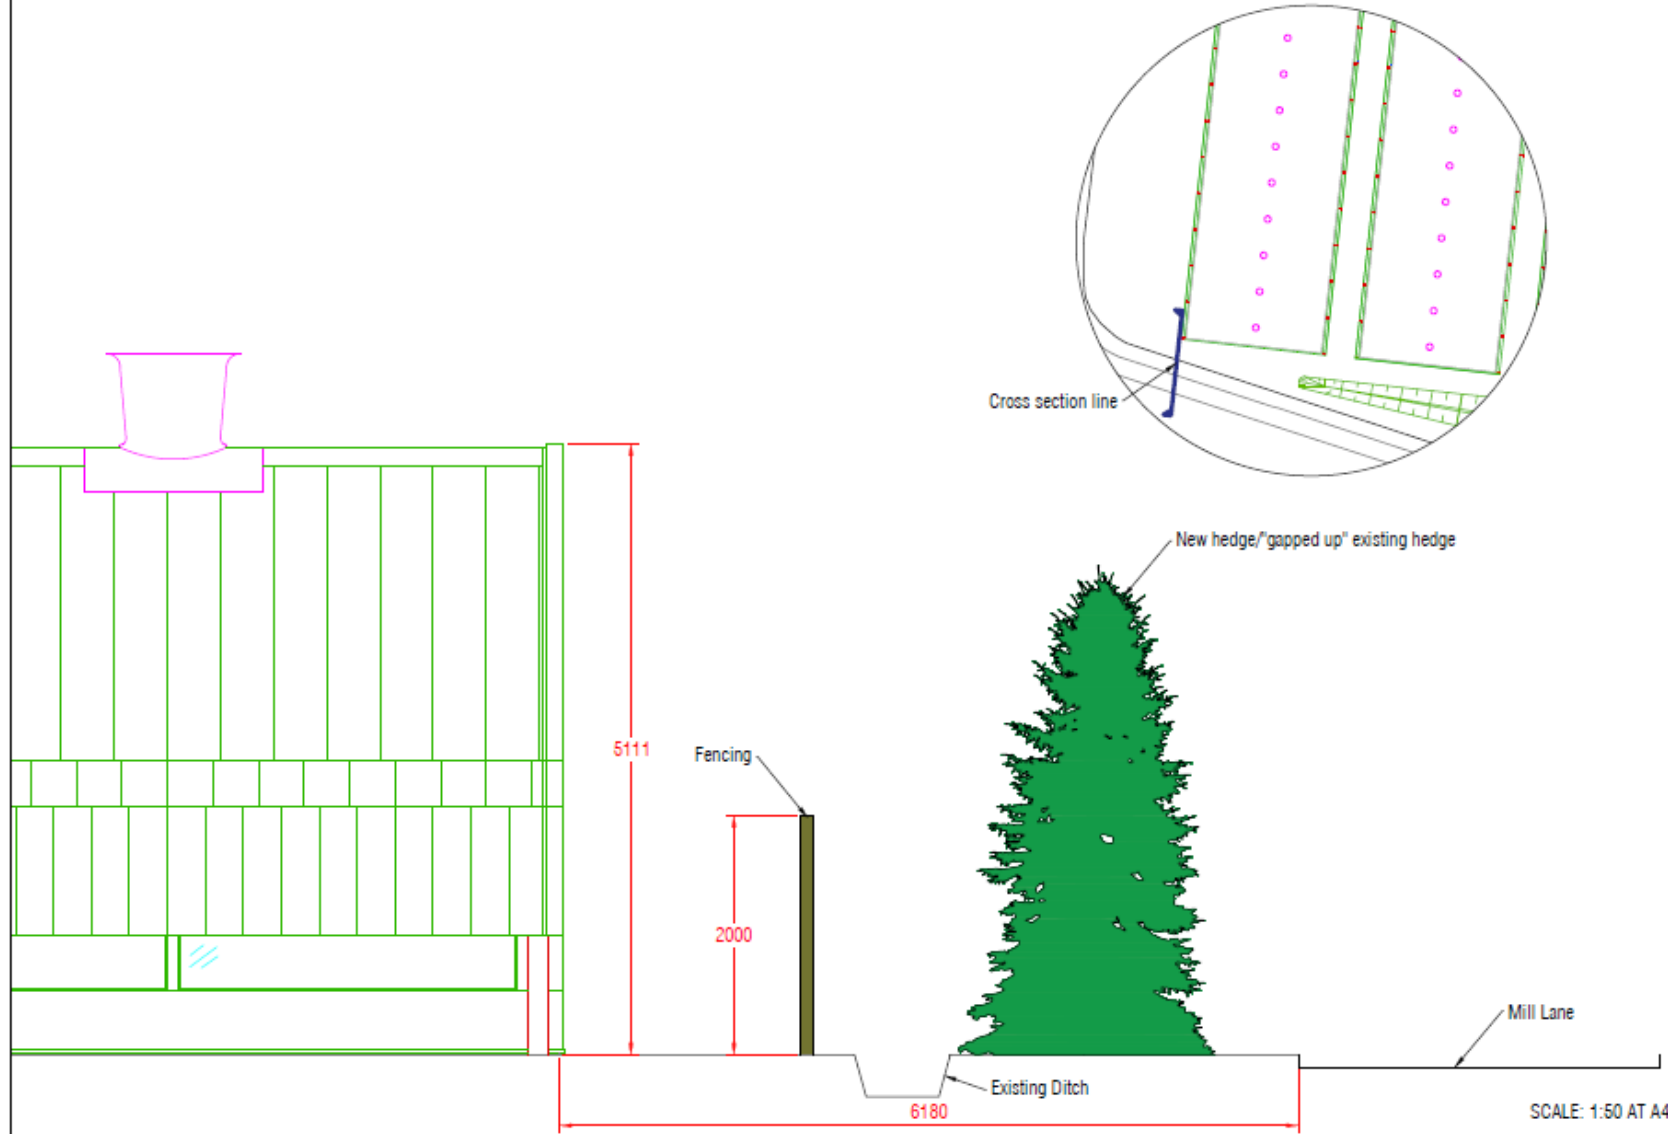 Cross section line
New hedge/"gapped up" existing hedge
5111
Fencing
2000
Mill Lane
Existing Ditch
6180
SCALE: 1:50 AT A4